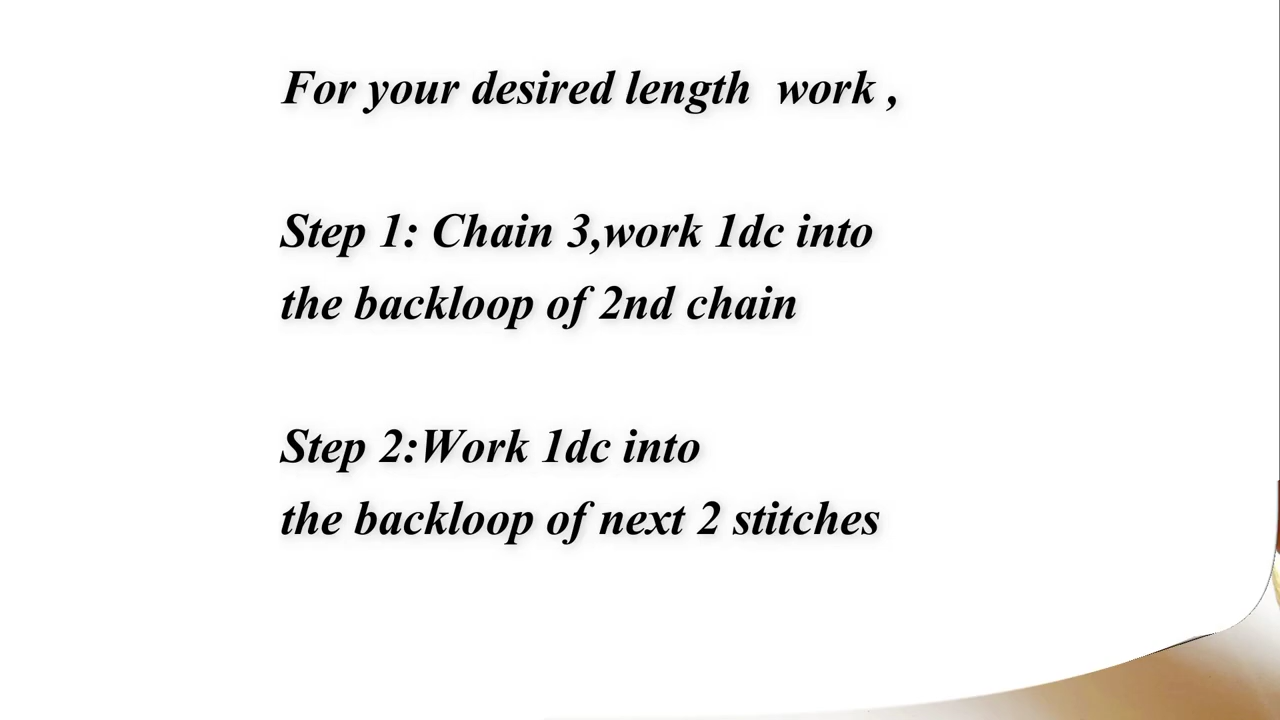 For your desired length  work ,
Step 1: Chain 3,work 1dc into
the backloop of 2nd chain
Step 2:Work 1dc into
the backloop of next 2 stitches